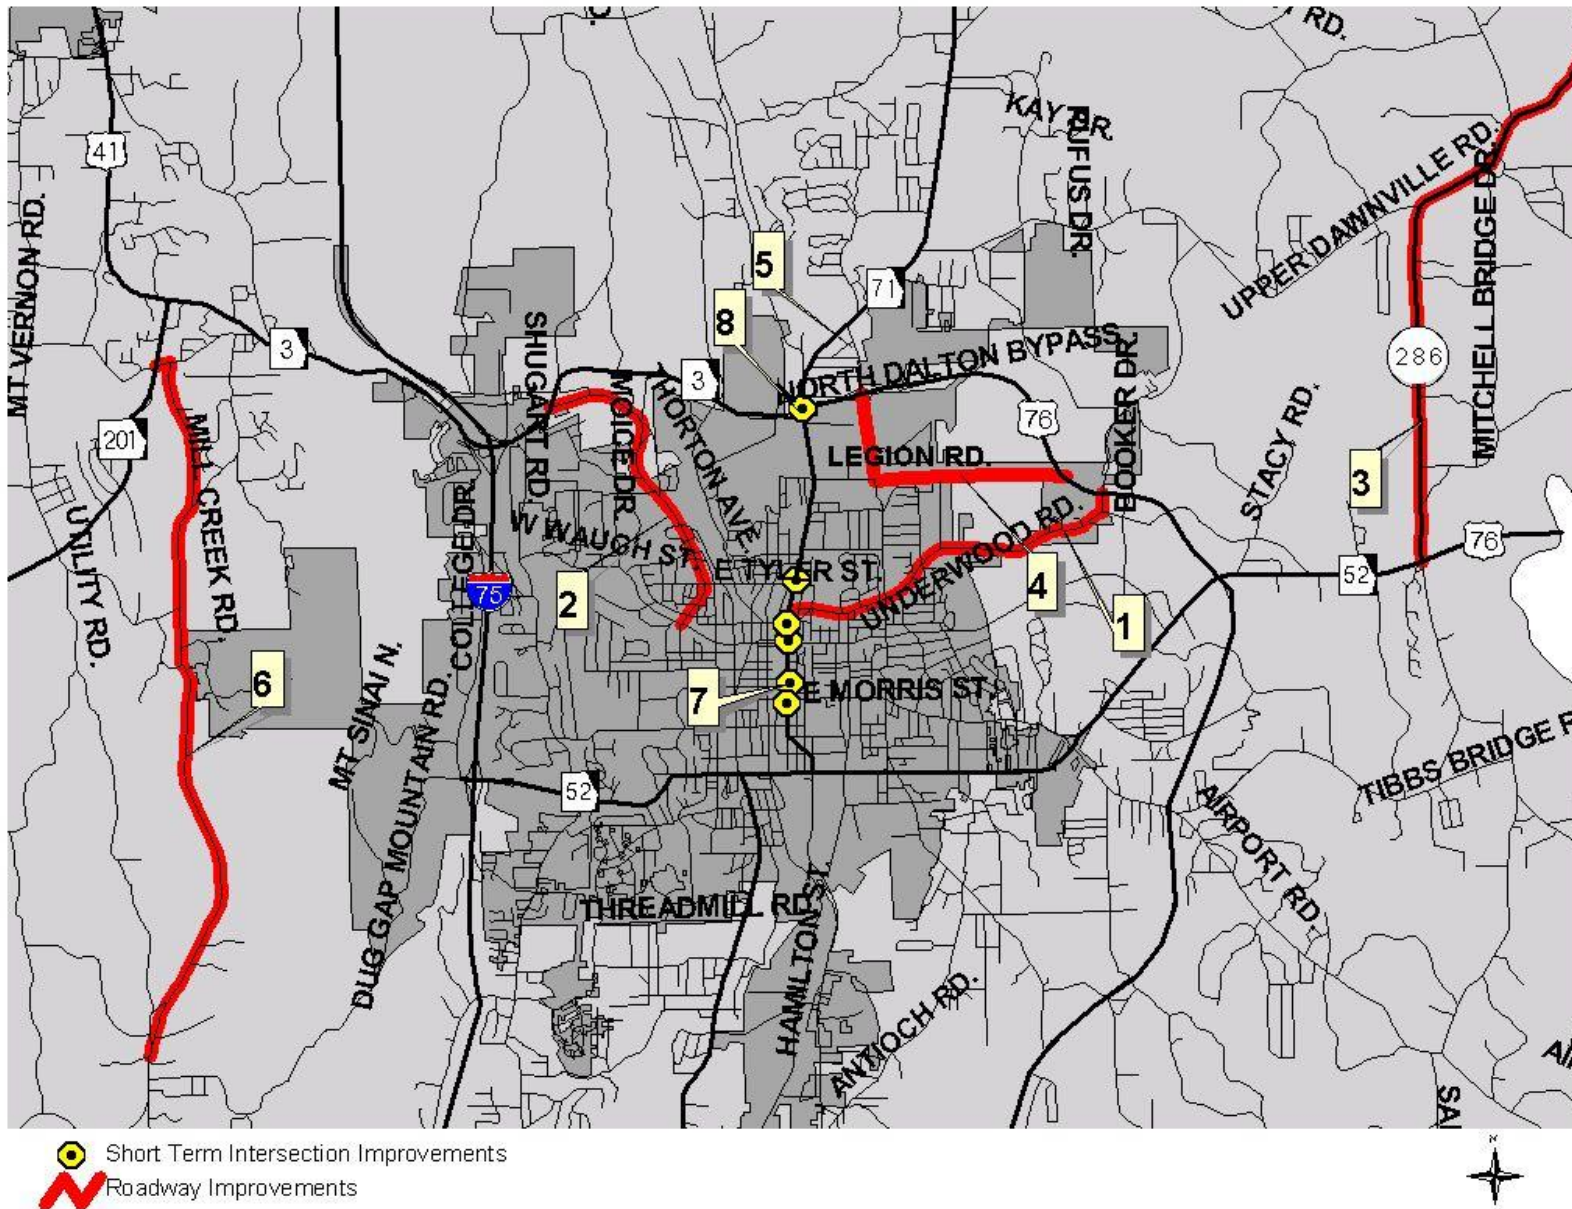 RD.
KAY DR.
RUFUS DR.
41
UPPER DAWNVILLE RD.
MITCHELL BRIDGE DR.
MT VERNON RD.
5
71
8
3
SHUGART RD.
MOICE DR.
3
HORTON AVE.
NORTH DALTON BYPASS
BOOKER DR.
286
76
STACY RD.
201
MILL CREEK RD.
LEGION RD.
3
UTILITY RD.
COLLEGE DR.
W WAUGH ST.
E TYLER ST.
UNDERWOOD RD.
76
52
75
2
4
1
6
MT SINAI N.
7
E MORRIS ST.
DUG GAP MOUNTAIN RD.
52
TIBBS BRIDGE R
AIRPORT RD.
THREADMILL RD.
HAMILTON ST.
ANTIOCH RD.
AI
SA
Short Term Intersection Improvements
Roadway Improvements
N